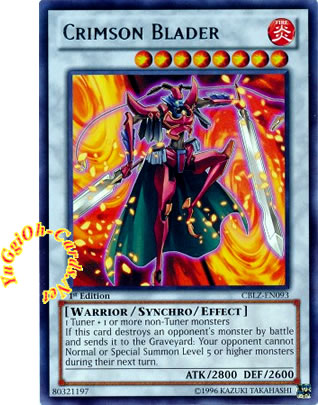 CRIMSON BLADER
FIRE
炎
YuGgiOh-Cards.Net
1st Edition
CBLZ-EN093
[WARRIOR/SYNCHRO/EFFECT]
1 Tuner + 1 or more non-Tuner monsters
If this card destroys an opponent's monster by battle
and sends it to the Graveyard: Your opponent cannot
Normal or Special Summon Level 5 or higher monsters
during their next turn.
ATK/2800 DEF/2600
80321197
©1996 KAZUKI TAKAHASHI